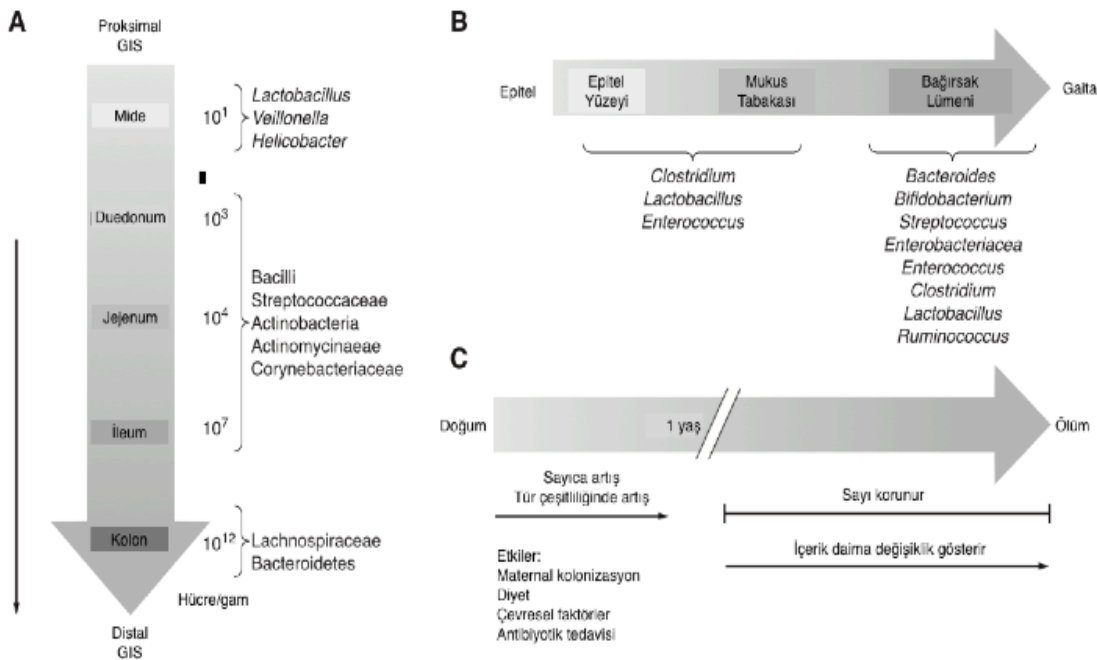 A
Proksimal
GIS
Mide
10¹
Lactobacillus
Veillonella
Helicobacter
Duedonum
10³
Jejenum
10⁴
Bacilli
Streptococcaceae
Actinobacteria
Actinomycinaeae
Corynebacteriaceae
İleum
10⁷
Kolon
10¹²
Lachnospiraceae
Bacteroidetes
Hücre/gam
Distal
GIS
B
Epitel
Epitel
Yüzeyi
Mukus
Tabakası
Bağırsak
Lümeni
Gaita
Clostridium
Lactobacillus
Enterococcus
Bacteroides
Bifidobacterium
Streptococcus
Enterobacteriacea
Enterococcus
Clostridium
Lactobacillus
Ruminococcus
C
Doğum
1 yaş
Ölüm
Sayıca artış
Tür çeşitliliğinde artış
Sayı korunur
İçerik daima değişiklik gösterir
Etkiler:
Maternal kolonizasyon
Diyet
Çevresel faktörler
Antibiyotik tedavisi